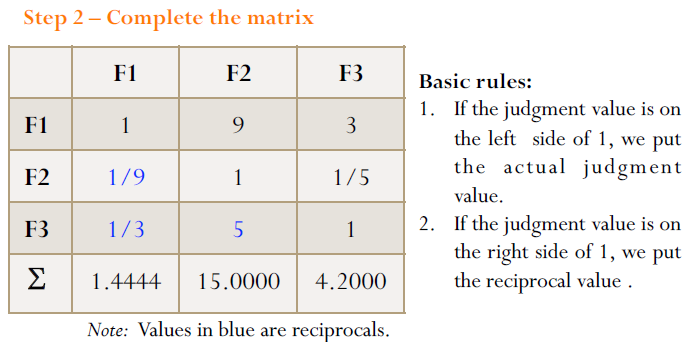 Step 2 – Complete the matrix
F1 F2 F3
F1 1 9 3
F2 1/9 1 1/5
F3 1/3 5 1
Σ 1.4444 15.0000 4.2000
Note: Values in blue are reciprocals.
Basic rules:
1. If the judgment value is on
the left side of 1, we put
the actual judgment
value.
2. If the judgment value is on
the right side of 1, we put
the reciprocal value .